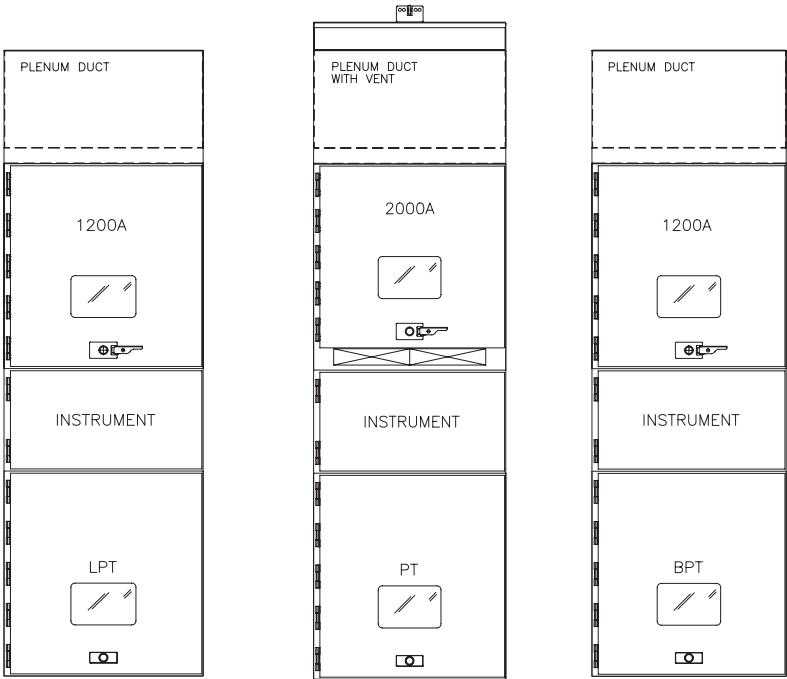 PLENUM DUCT
1200A
INSTRUMENT
LPT
PLENUM DUCT
WITH VENT
2000A
INSTRUMENT
PT
PLENUM DUCT
1200A
INSTRUMENT
BPT